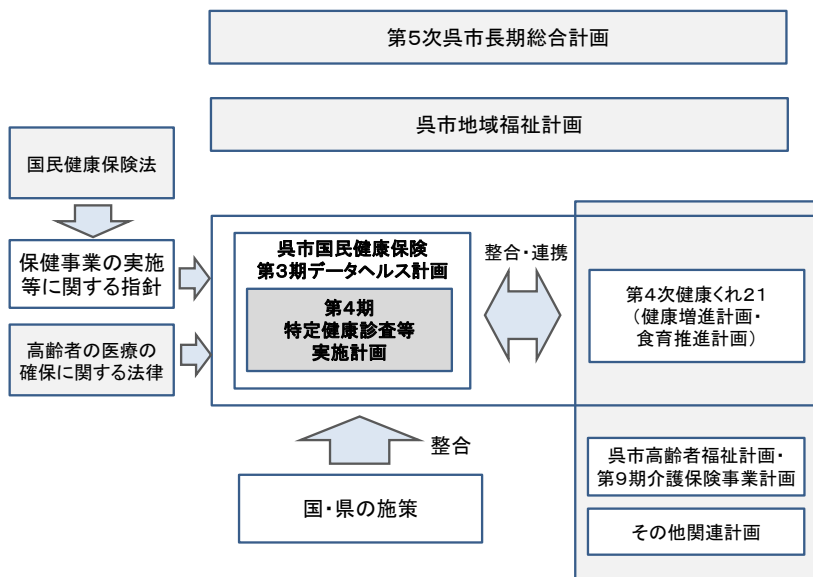 第５次呉市長期総合計画
呉市地域福祉計画
国民健康保険法
保健事業の実施
等に関する指針
高齢者の医療の
確保に関する法律
呉市国民健康保険
第３期データヘルス計画
第４期
特定健康診査等
実施計画
整合・連携
第４次健康くれ２１
（健康増進計画・
食育推進計画）
整合
国・県の施策
呉市高齢者福祉計画・
第９期介護保険事業計画
その他関連計画